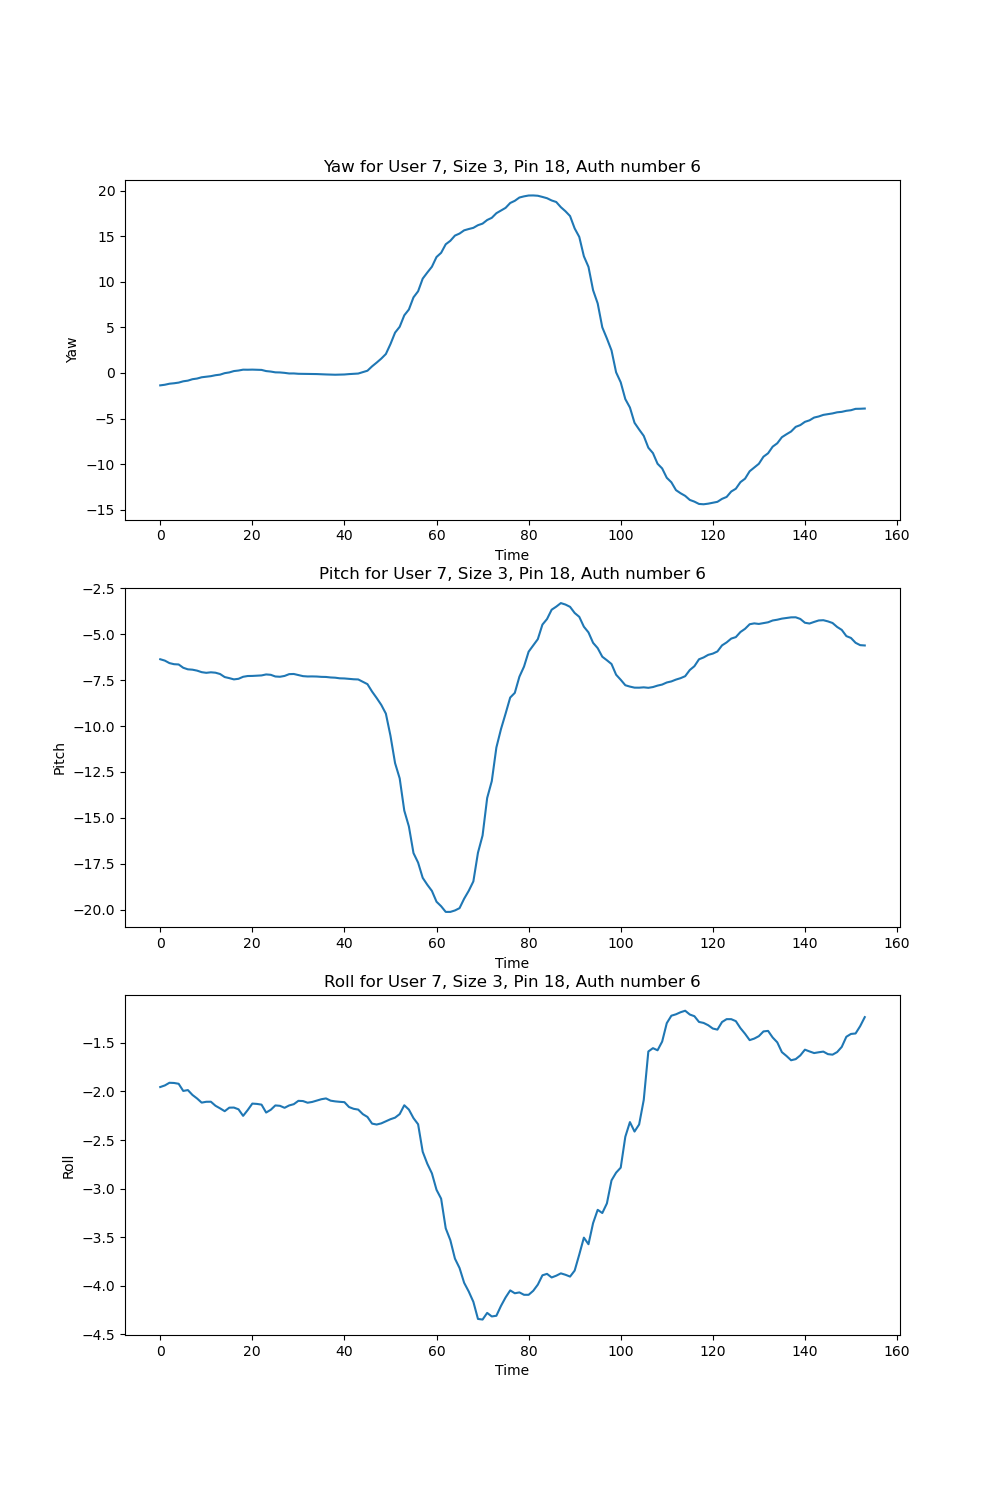 Yaw for User 7, Size 3, Pin 18, Auth number 6
20
15
10
5
0
−5
−10
−15
Yaw
0 20 40 60 80 100 120 140 160
Time
Pitch for User 7, Size 3, Pin 18, Auth number 6
−2.5
−5.0
−7.5
−10.0
−12.5
−15.0
−17.5
−20.0
Pitch
0 20 40 60 80 100 120 140 160
Time
Roll for User 7, Size 3, Pin 18, Auth number 6
−1.5
−2.0
−2.5
−3.0
−3.5
−4.0
−4.5
Roll
0 20 40 60 80 100 120 140 160
Time